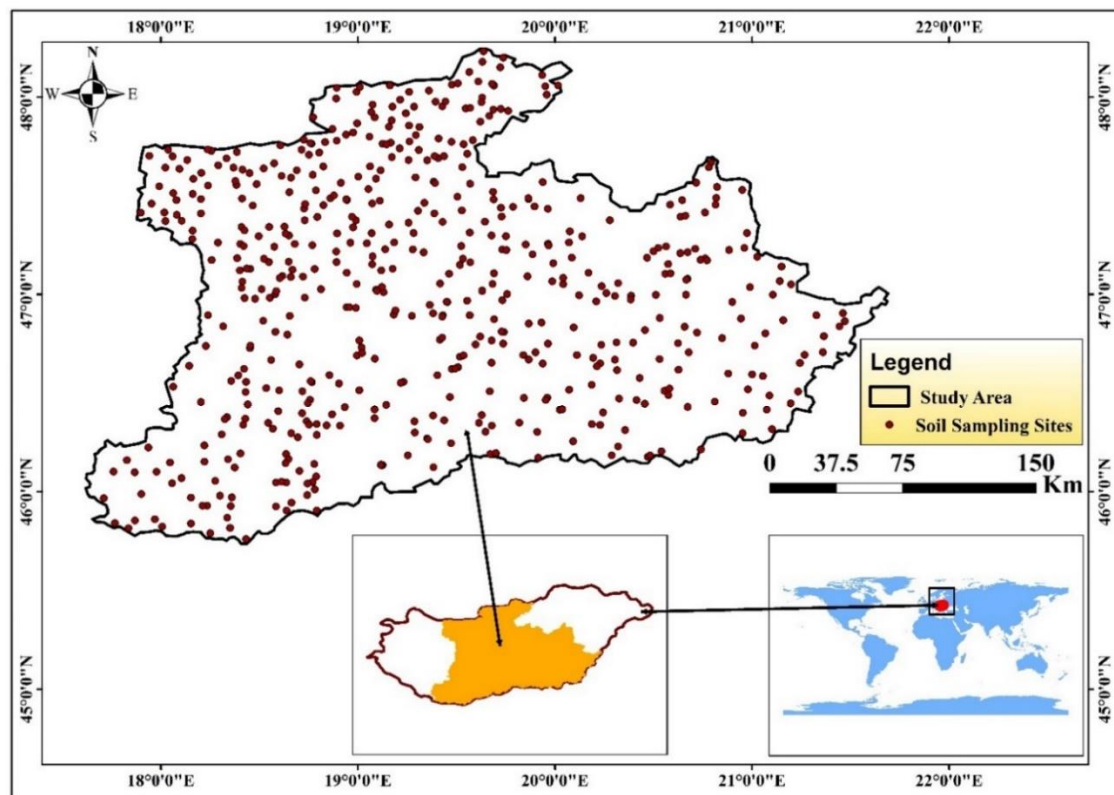 18°0'0"E 19°0'0"E 20°0'0"E 21°0'0"E 22°0'0"E
N
W E
S
48°0'0"N 48°0'0"N
47°0'0"N 47°0'0"N
Legend
Study Area
Soil Sampling Sites
0 37.5 75 150
Km
46°0'0"N 46°0'0"N
45°0'0"N 45°0'0"N
18°0'0"E 19°0'0"E 20°0'0"E 21°0'0"E 22°0'0"E